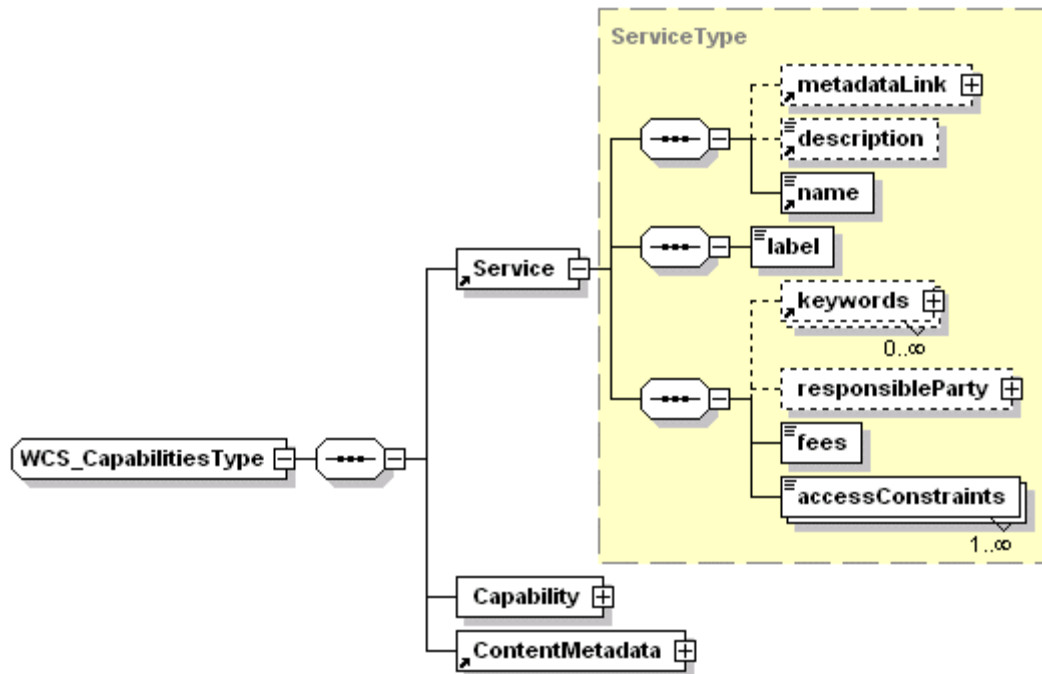 ServiceType
metadataLink
description
name
Service
label
keywords
0..∞
responsibleParty
fees
WCS_CapabilitiesType
accessConstraints
1..∞
Capability
ContentMetadata